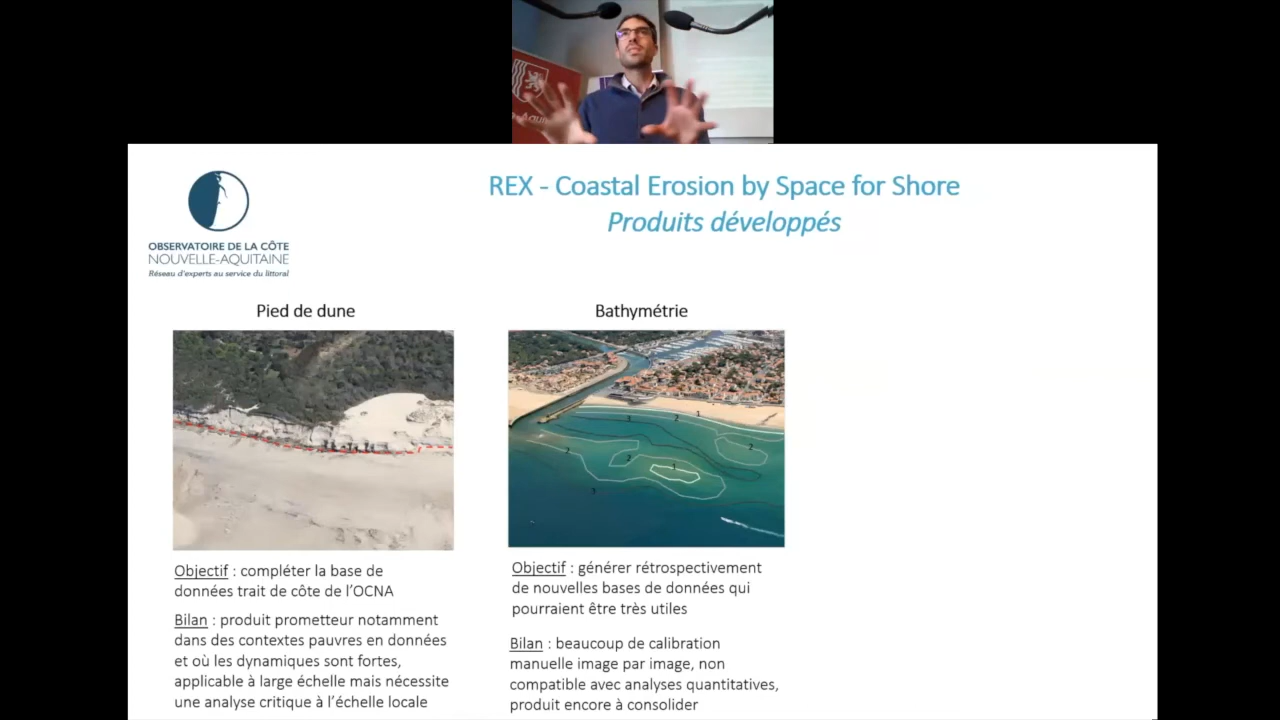 REX - Coastal Erosion by Space for Shore
Produits développés
OBSERVATOIRE DE LA CÔTE
NOUVELLE-AQUITAINE
Réseau d'experts au service du littoral
Pied de dune
Objectif : compléter la base de
données trait de côte de l'OCNA
Bilan : produit prometteur notamment
dans des contextes pauvres en données
et où les dynamiques sont fortes,
applicable à large échelle mais nécessite
une analyse critique à l'échelle locale
Bathymétrie
Objectif : générer rétrospectivement
de nouvelles bases de données qui
pourraient être très utiles
Bilan : beaucoup de calibration
manuelle image par image, non
compatible avec analyses quantitatives,
produit encore à consolider